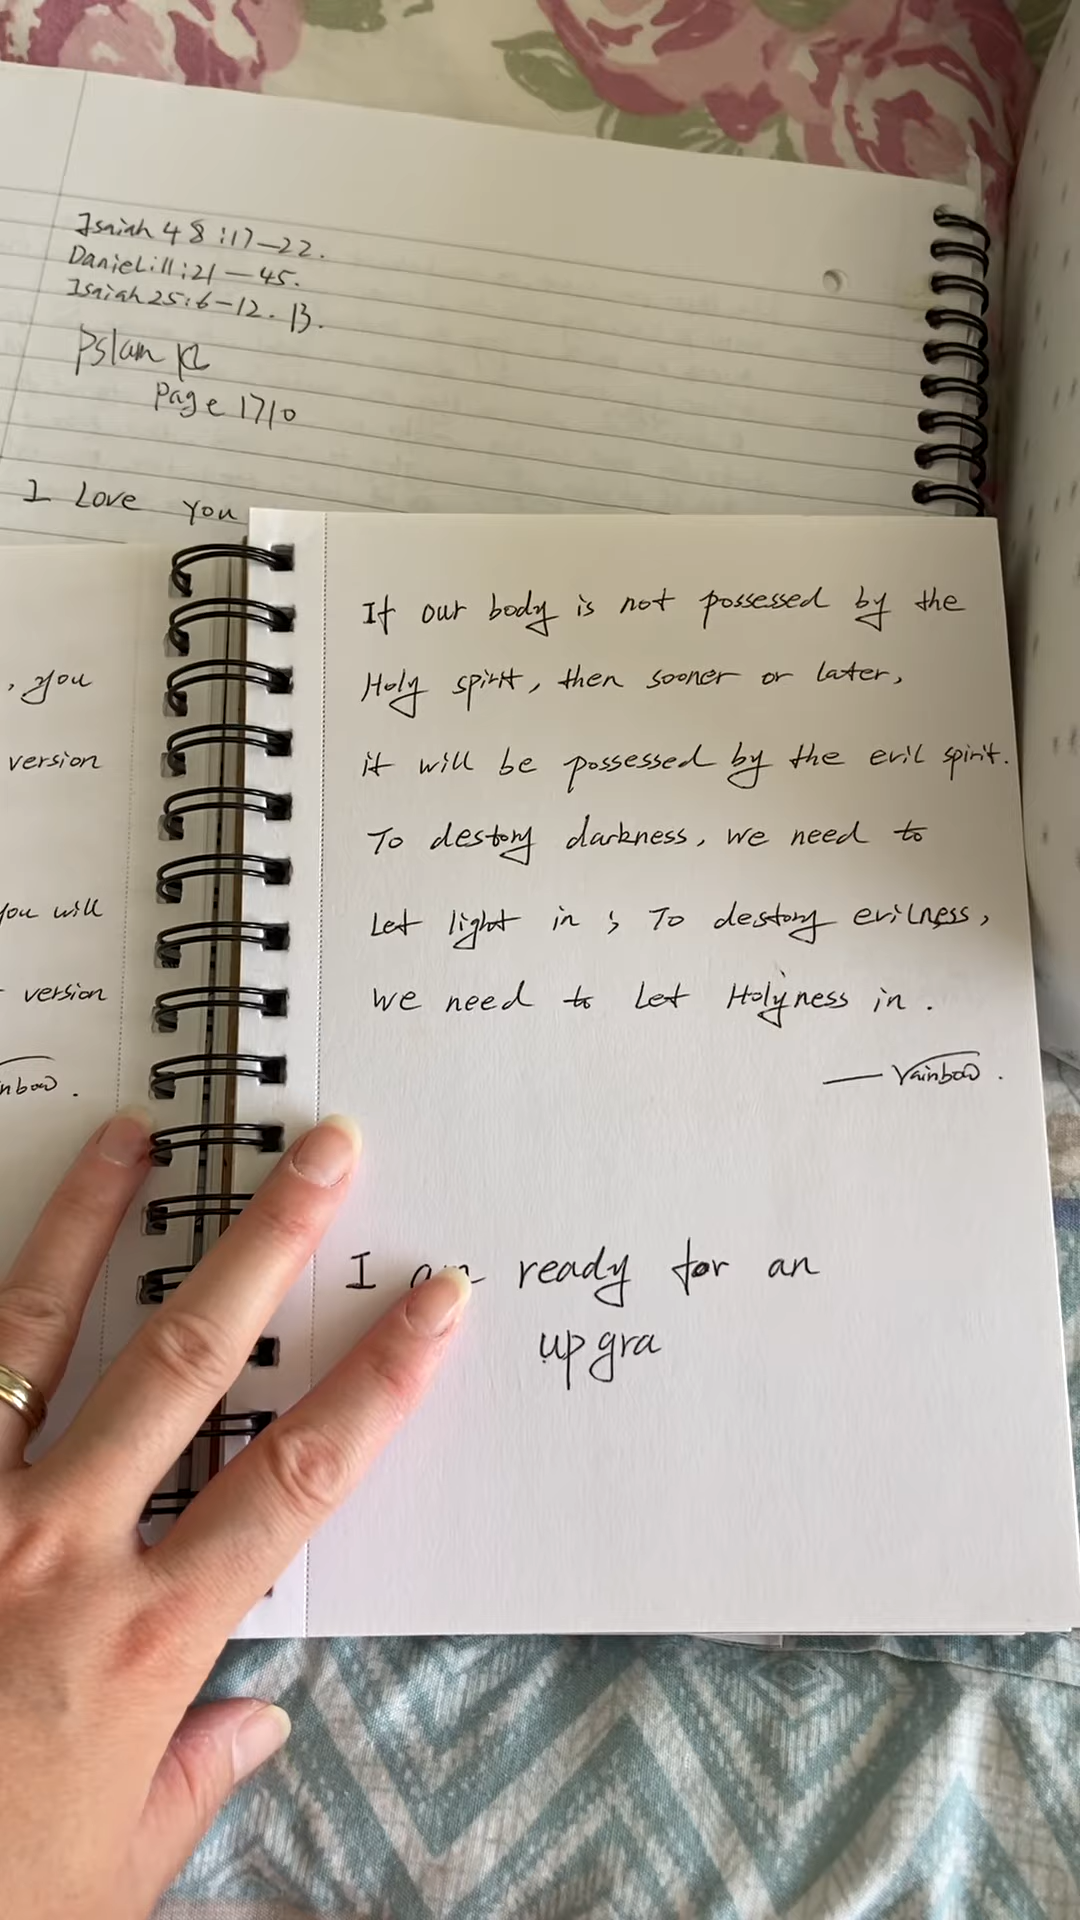 Isaiah 48:17—22.
Daniel.11:21—45.
Isaiah 25:6—12. 13.
Pslam
Page 1710
I Love you
, you
version
you will
version
nbow.
If our body is not possessed by the
Holy spirit, then sooner or later,
it will be possessed by the evil spirit.
To destory darkness, we need to
Let light in ; To destory evilness,
we need to Let Holyness in.
— Vainbow.
I am ready for an
upgra